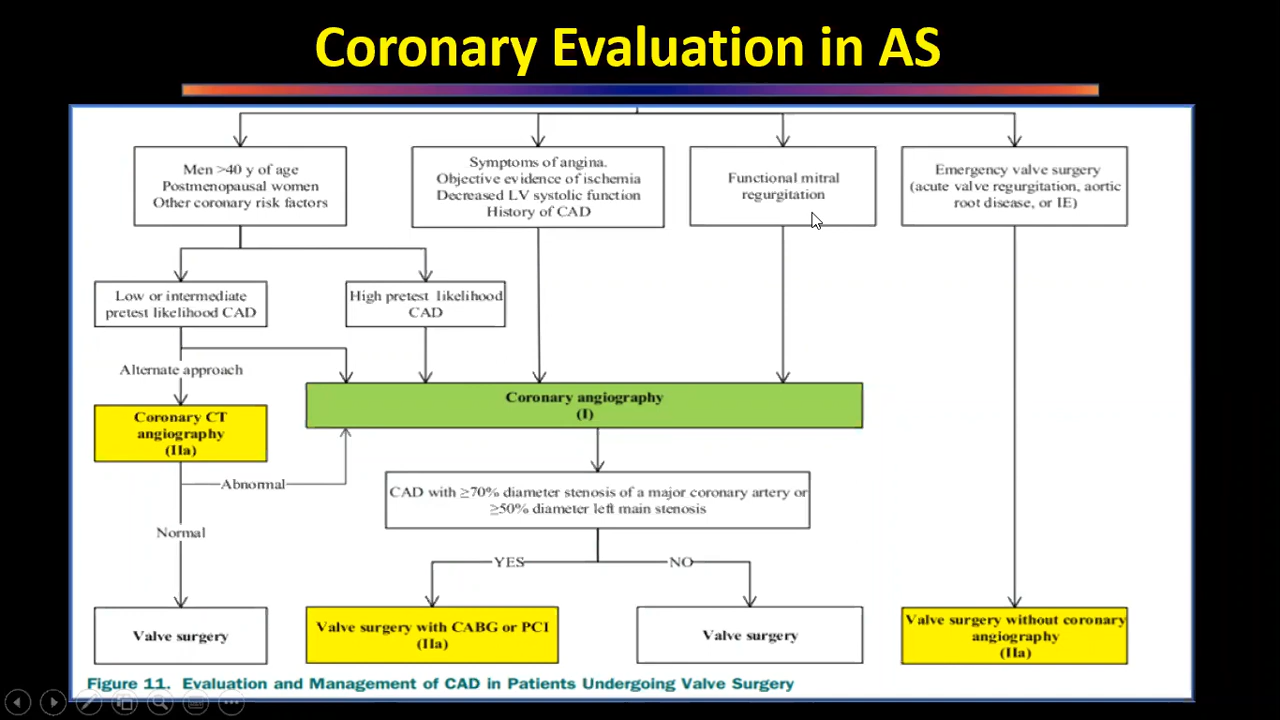 Coronary Evaluation in AS
Men >40 y of age
Postmenopausal women
Other coronary risk factors
Symptoms of angina.
Objective evidence of ischemia
Decreased LV systolic function
History of CAD
Functional mitral
regurgitation
Emergency valve surgery
(acute valve regurgitation, aortic
root disease, or IE)
Low or intermediate
pretest likelihood CAD
High pretest likelihood
CAD
Alternate approach
Coronary CT
angiography
(IIa)
Coronary angiography
(I)
Abnormal
CAD with ≥70% diameter stenosis of a major coronary artery or
≥50% diameter left main stenosis
Normal
YES
NO
Valve surgery
Valve surgery with CABG or PCI
(IIa)
Valve surgery
Valve surgery without coronary
angiography
(IIa)
Figure 11. Evaluation and Management of CAD in Patients Undergoing Valve Surgery